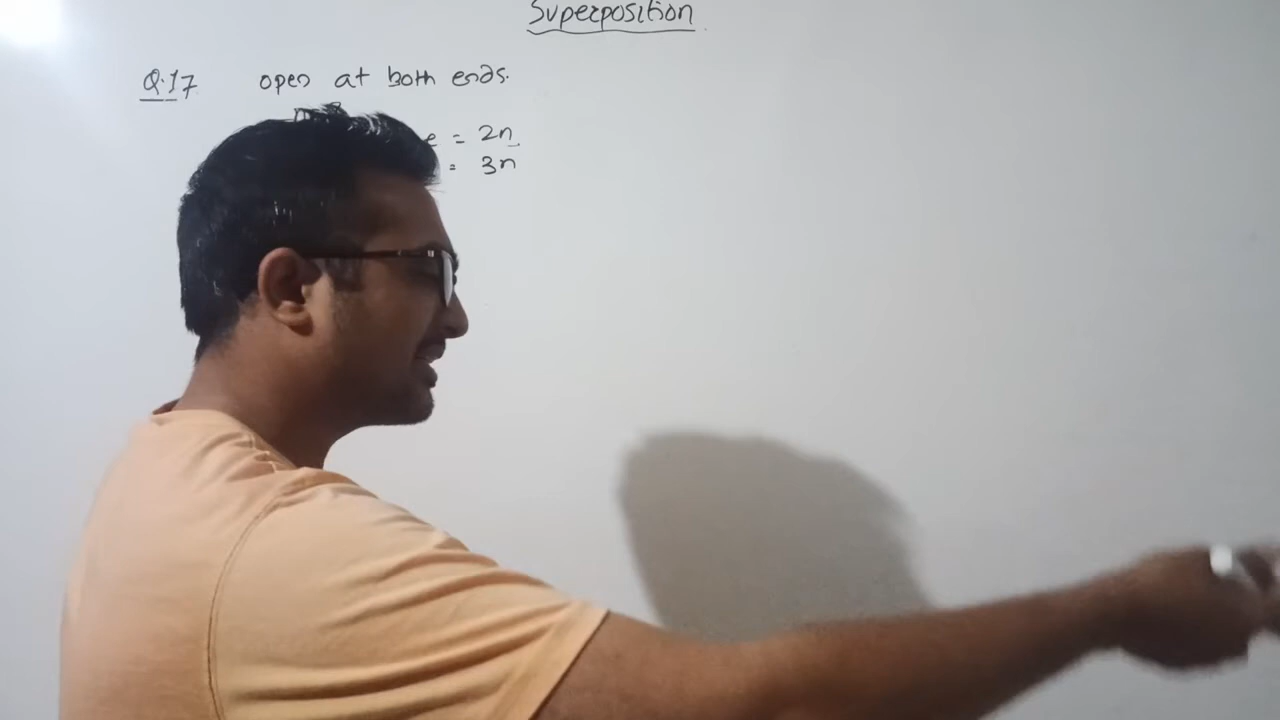 Superposition
Q.17 open at both ends.
e = 2n
= 3n